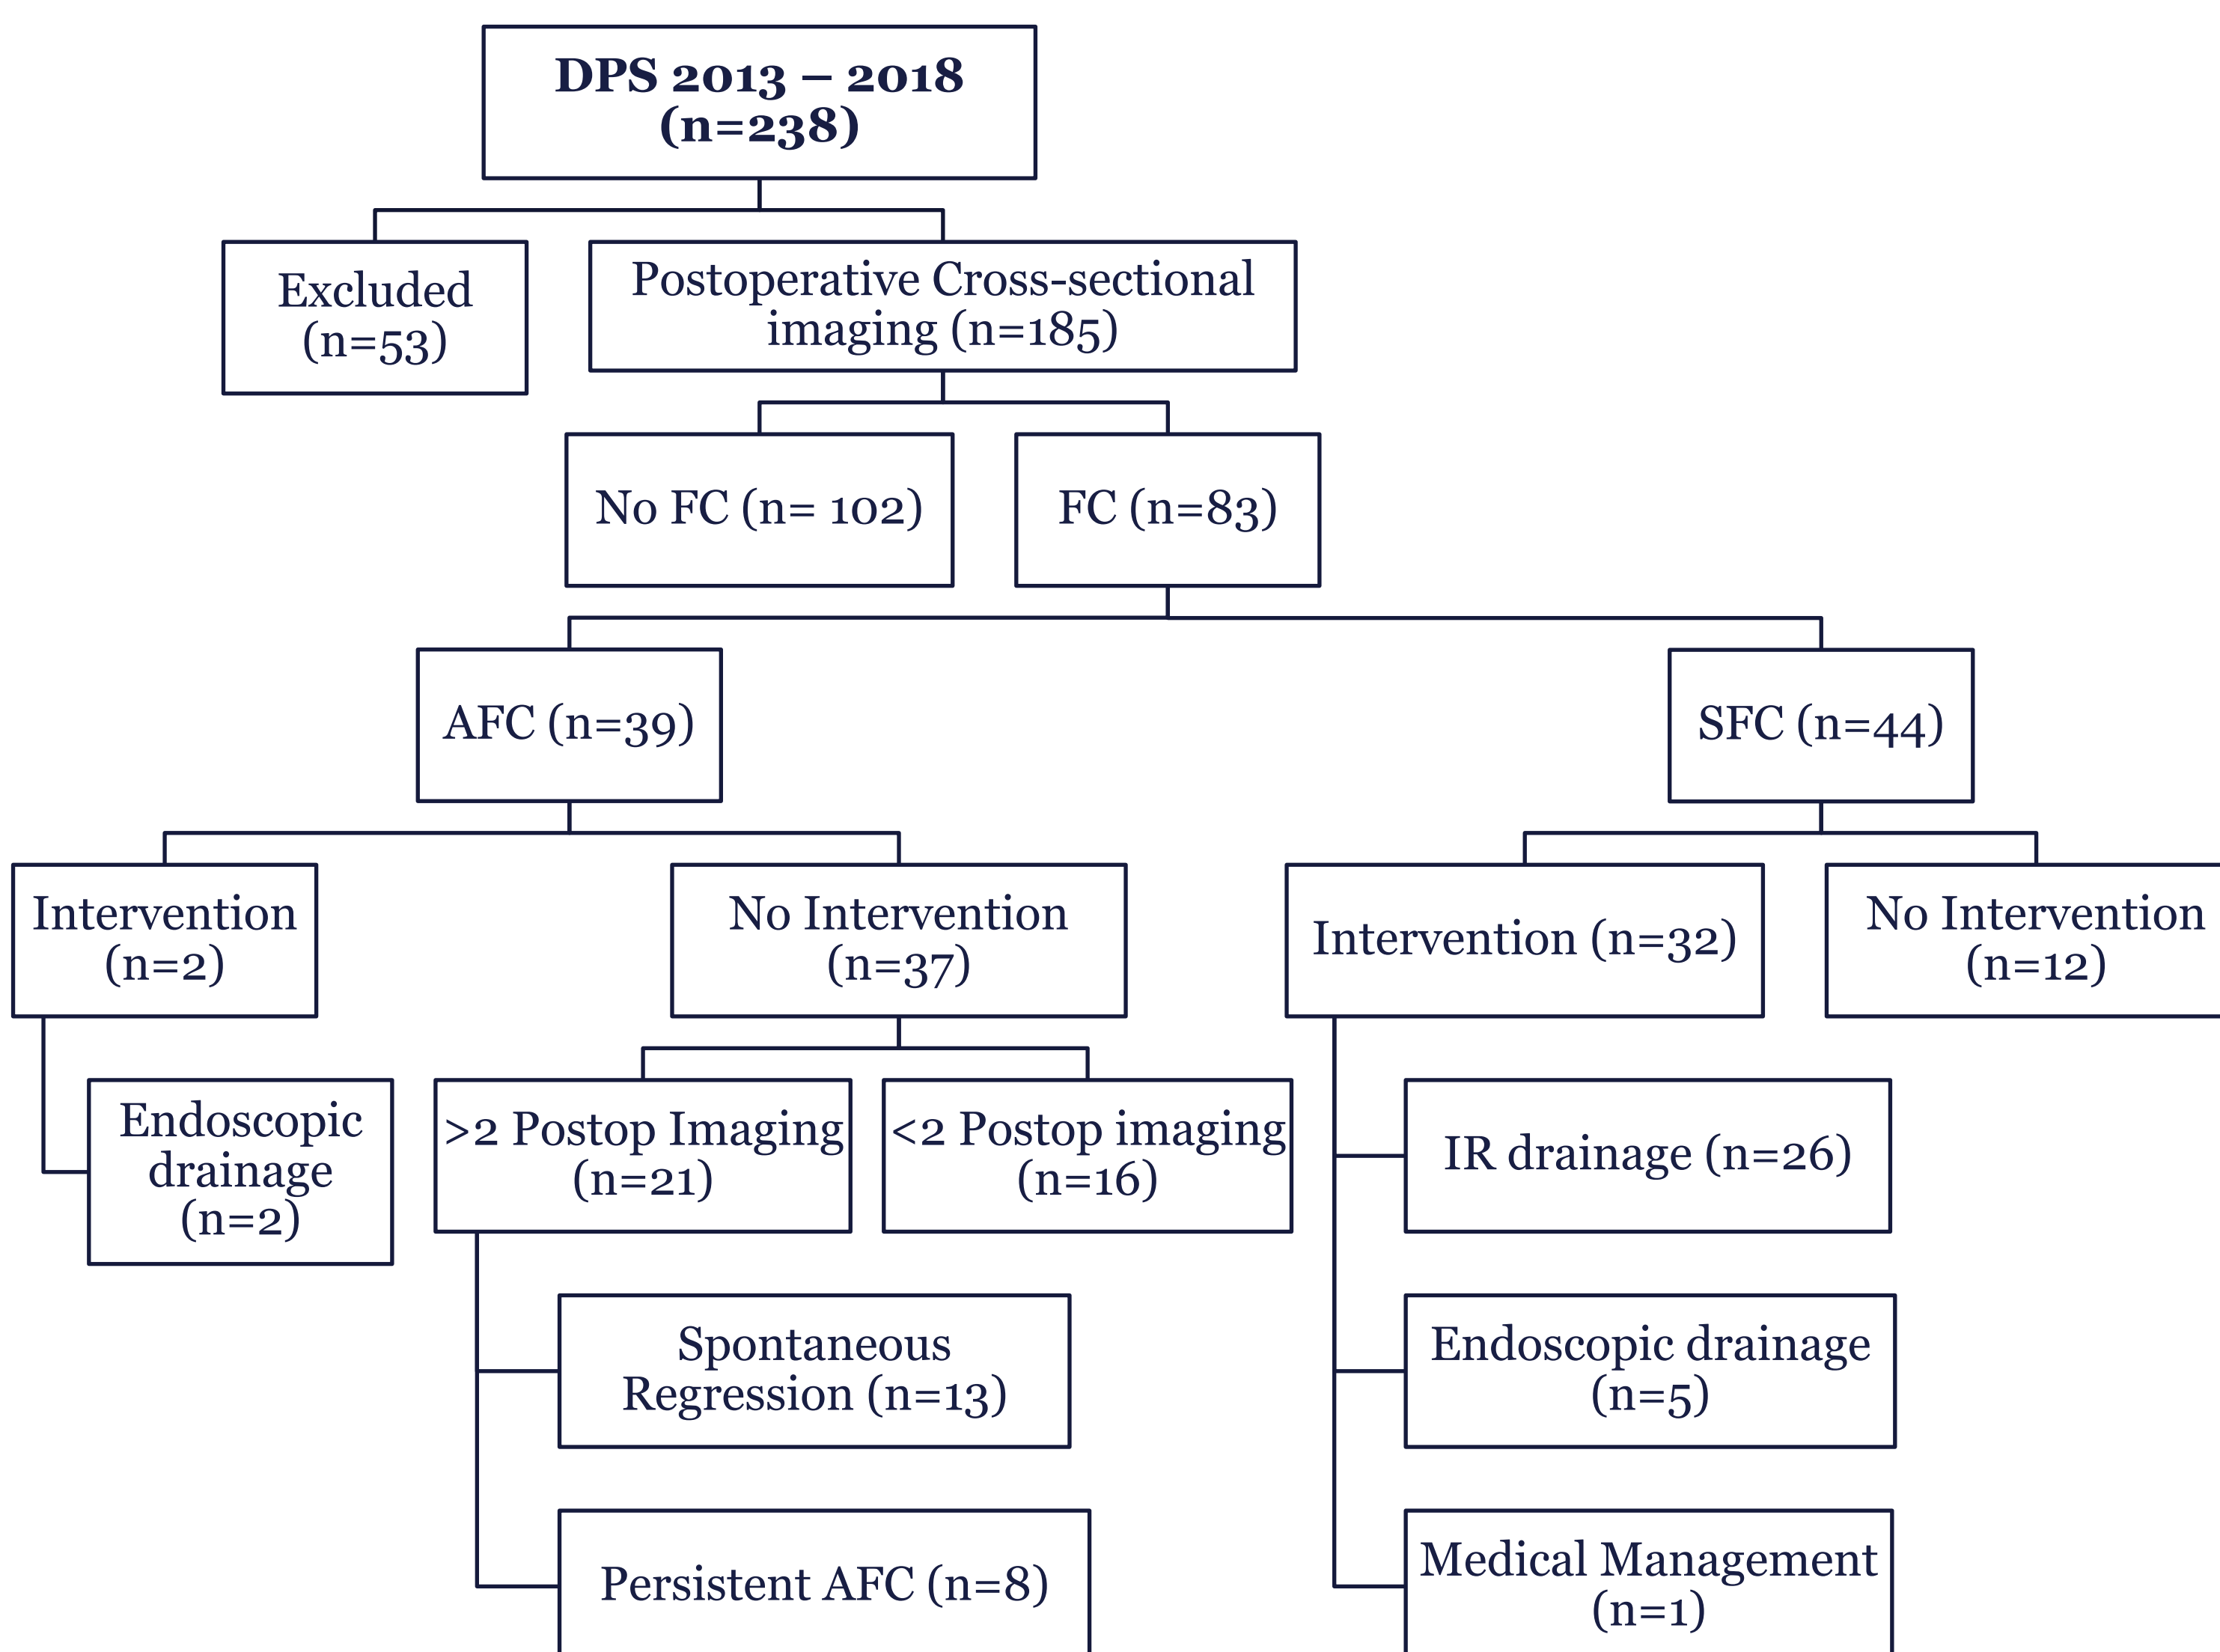 DPS 2013 – 2018
(n=238)
Excluded
(n=53)
Postoperative Cross-sectional
imaging (n=185)
No FC (n= 102)
FC (n=83)
AFC (n=39)
SFC (n=44)
Intervention
(n=2)
No Intervention
(n=37)
Intervention (n=32)
No Intervention
(n=12)
Endoscopic
drainage
(n=2)
>2 Postop Imaging
(n=21)
<2 Postop imaging
(n=16)
IR drainage (n=26)
Spontaneous
Regression (n=13)
Endoscopic drainage
(n=5)
Persistent AFC (n=8)
Medical Management
(n=1)